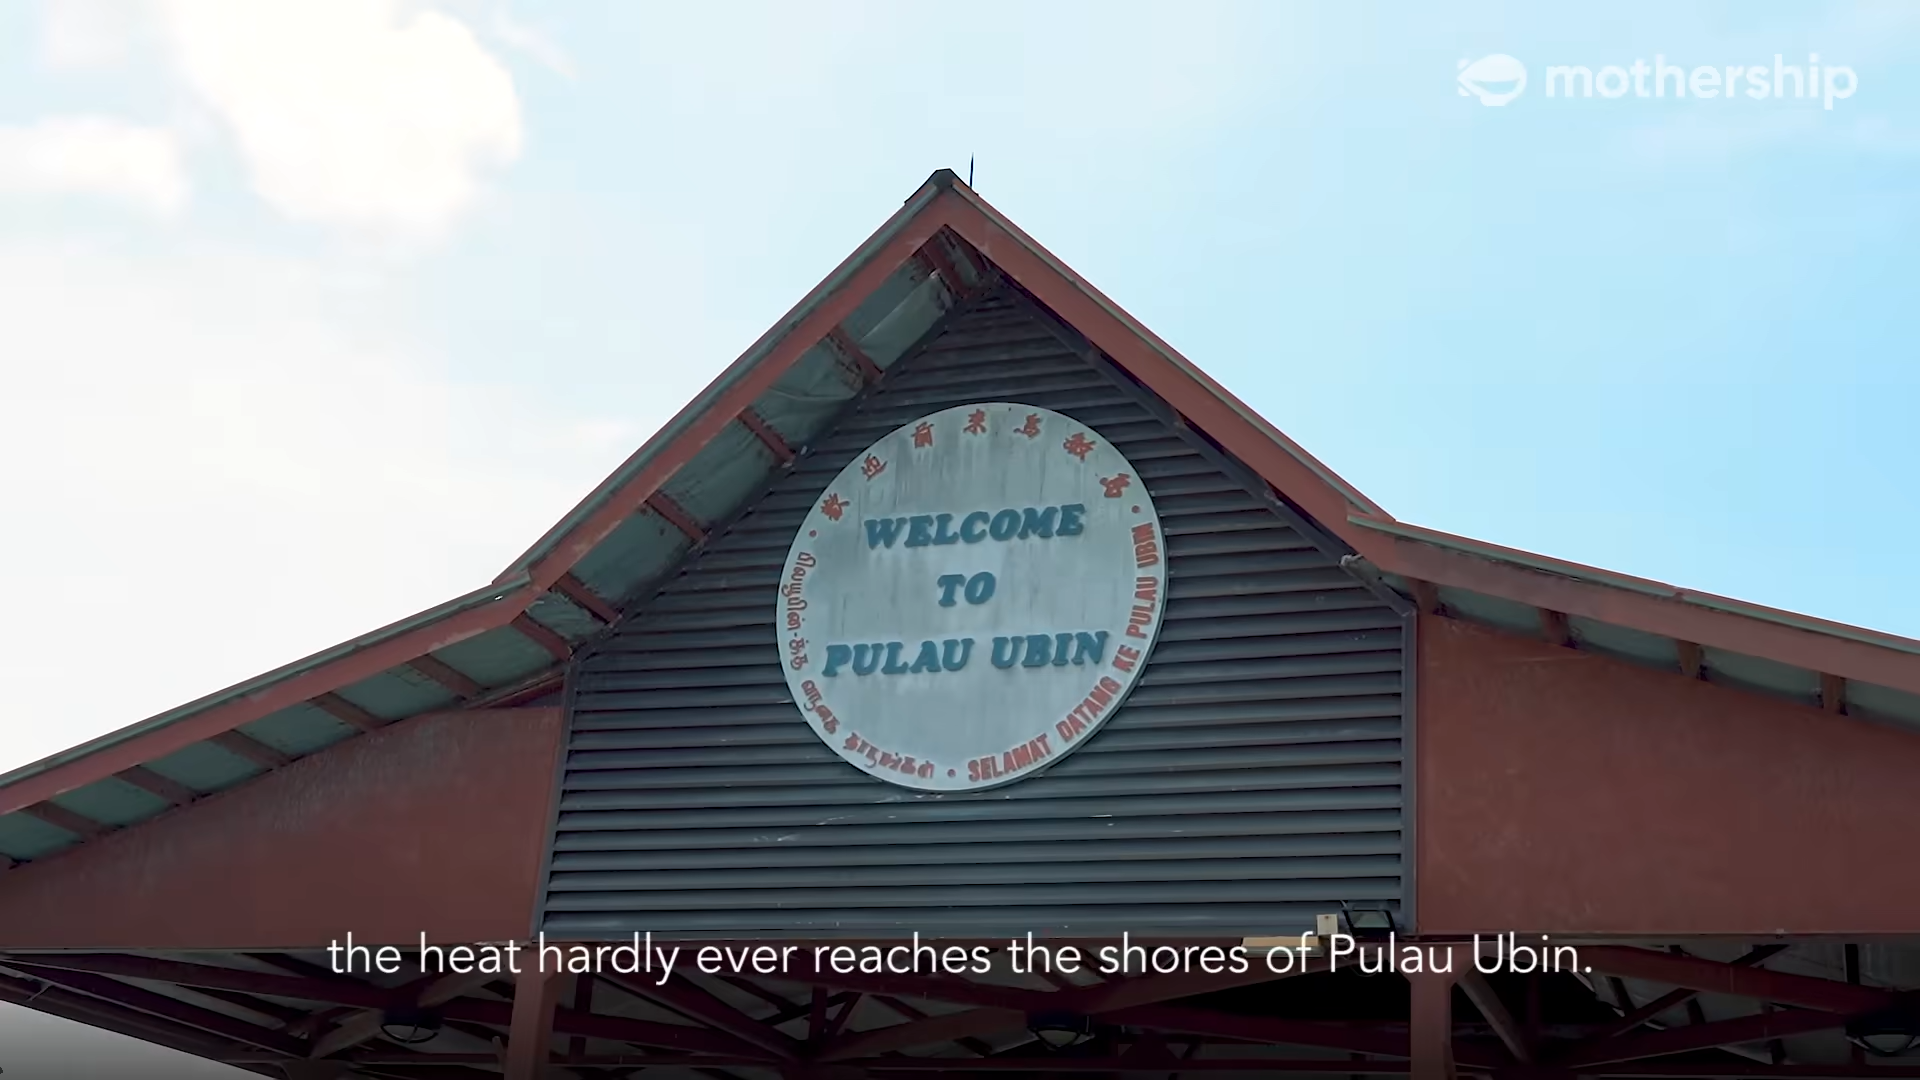 mothership
欢迎前来乌敏岛
WELCOME
TO
PULAU UBIN
SELAMAT DATANG KE PULAU UBIN
the heat hardly ever reaches the shores of Pulau Ubin.